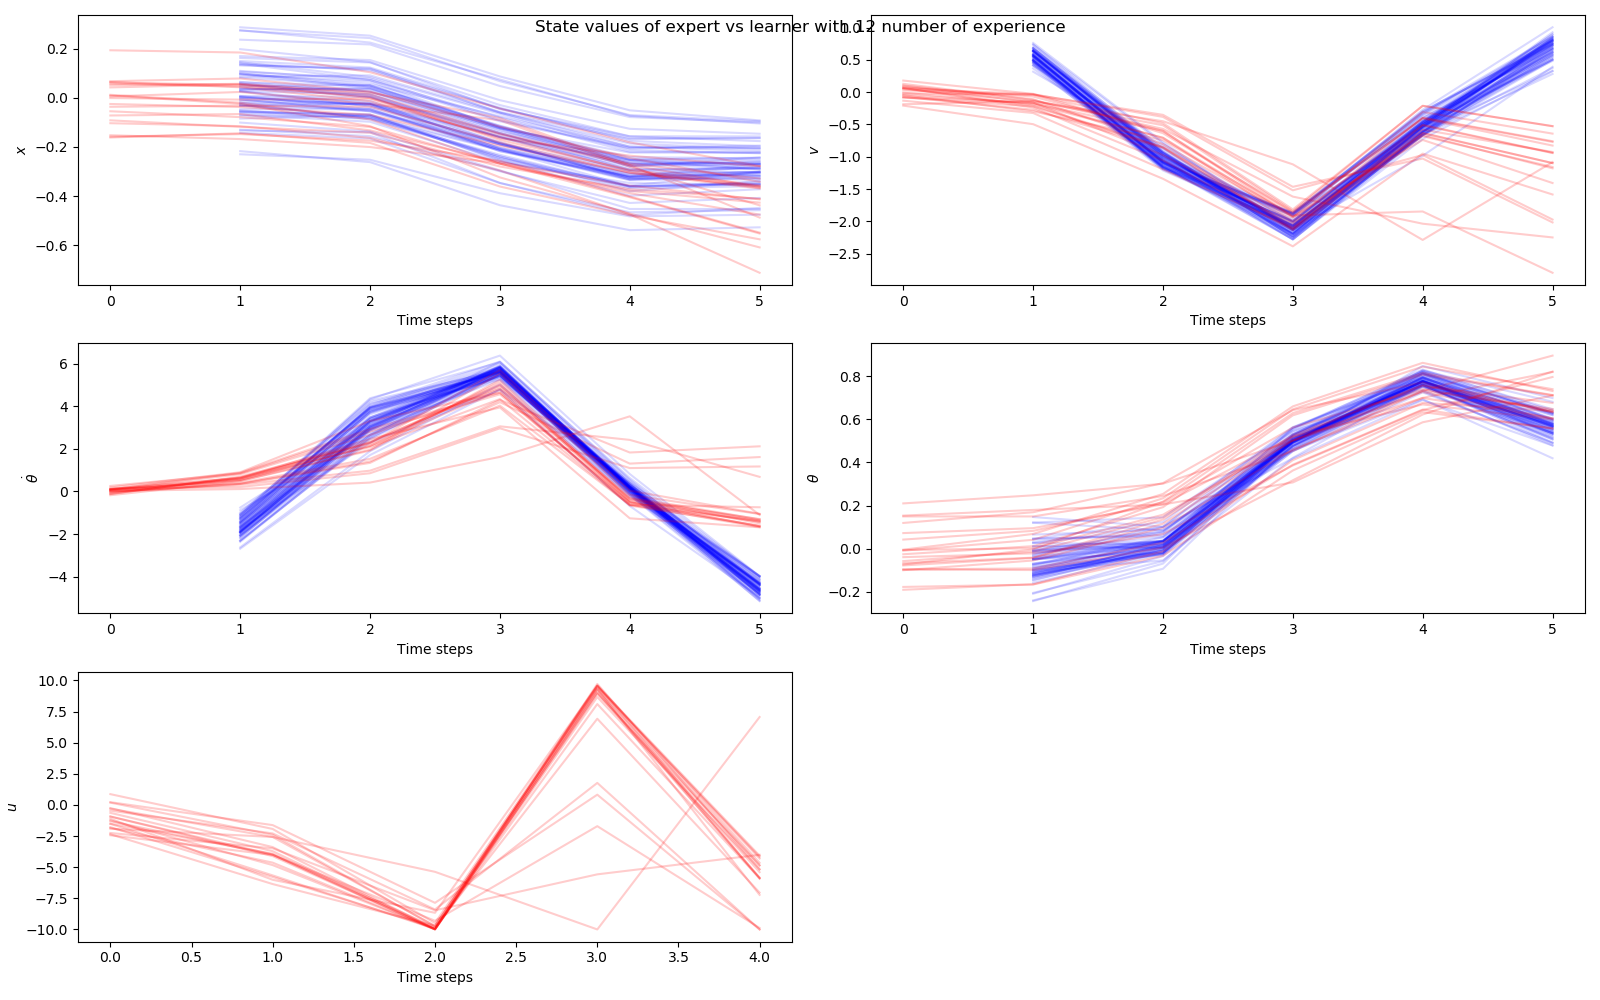 State values of expert vs learner with 12 number of experience
0.2
0.0
−0.2
−0.4
−0.6
x
0 1 2 3 4 5
Time steps
1.0
0.5
0.0
−0.5
−1.0
−1.5
−2.0
−2.5
v
0 1 2 3 4 5
Time steps
6
4
2
0
−2
−4
θ̇
0 1 2 3 4 5
Time steps
0.8
0.6
0.4
0.2
0.0
−0.2
θ
0 1 2 3 4 5
Time steps
10.0
7.5
5.0
2.5
0.0
−2.5
−5.0
−7.5
−10.0
u
0.0 0.5 1.0 1.5 2.0 2.5 3.0 3.5 4.0
Time steps